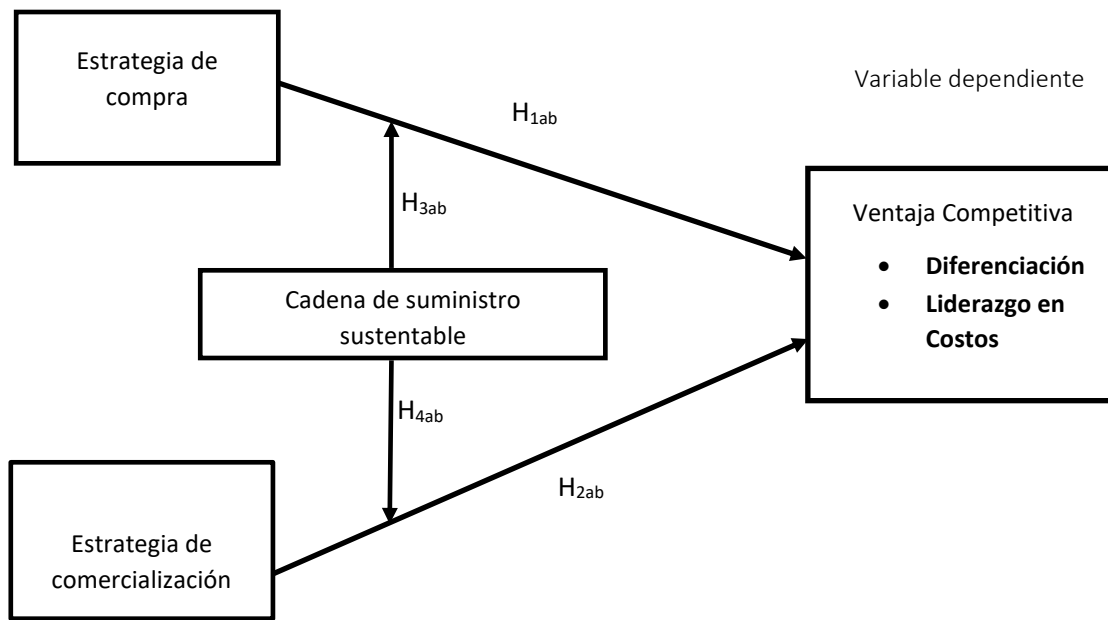 Estrategia de
compra
Variable dependiente
H1ab
H3ab
Ventaja Competitiva
• Diferenciación
• Liderazgo en
Costos
Cadena de suministro
sustentable
H4ab
H2ab
Estrategia de
comercialización